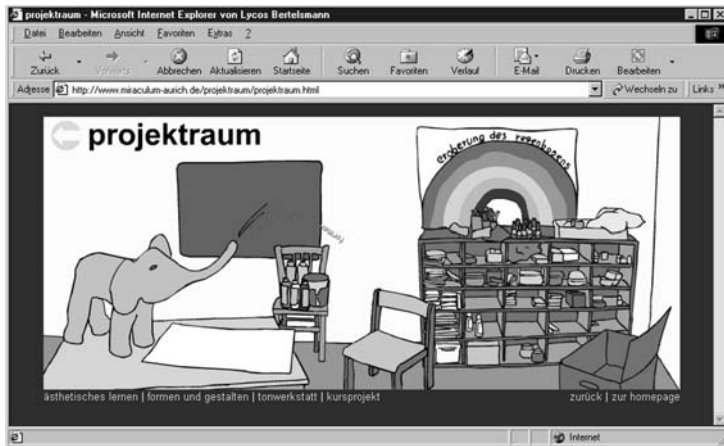 projektraum - Microsoft Internet Explorer von Lycos Bertelsmann
Datei Bearbeiten Ansicht Favoriten Extras ?
Zurück Vorwärts Abbrechen Aktualisieren Startseite Suchen Favoriten Verlauf E-Mail Drucken Bearbeiten
Adresse http://www.miraculum-aurich.de/projektraum/projektraum.html Wechseln zu Links »
projektraum
eroberung des regenbogens
ästhetisches lernen | formen und gestalten | tonwerkstatt | kursprojekt zurück | zur homepage
Internet